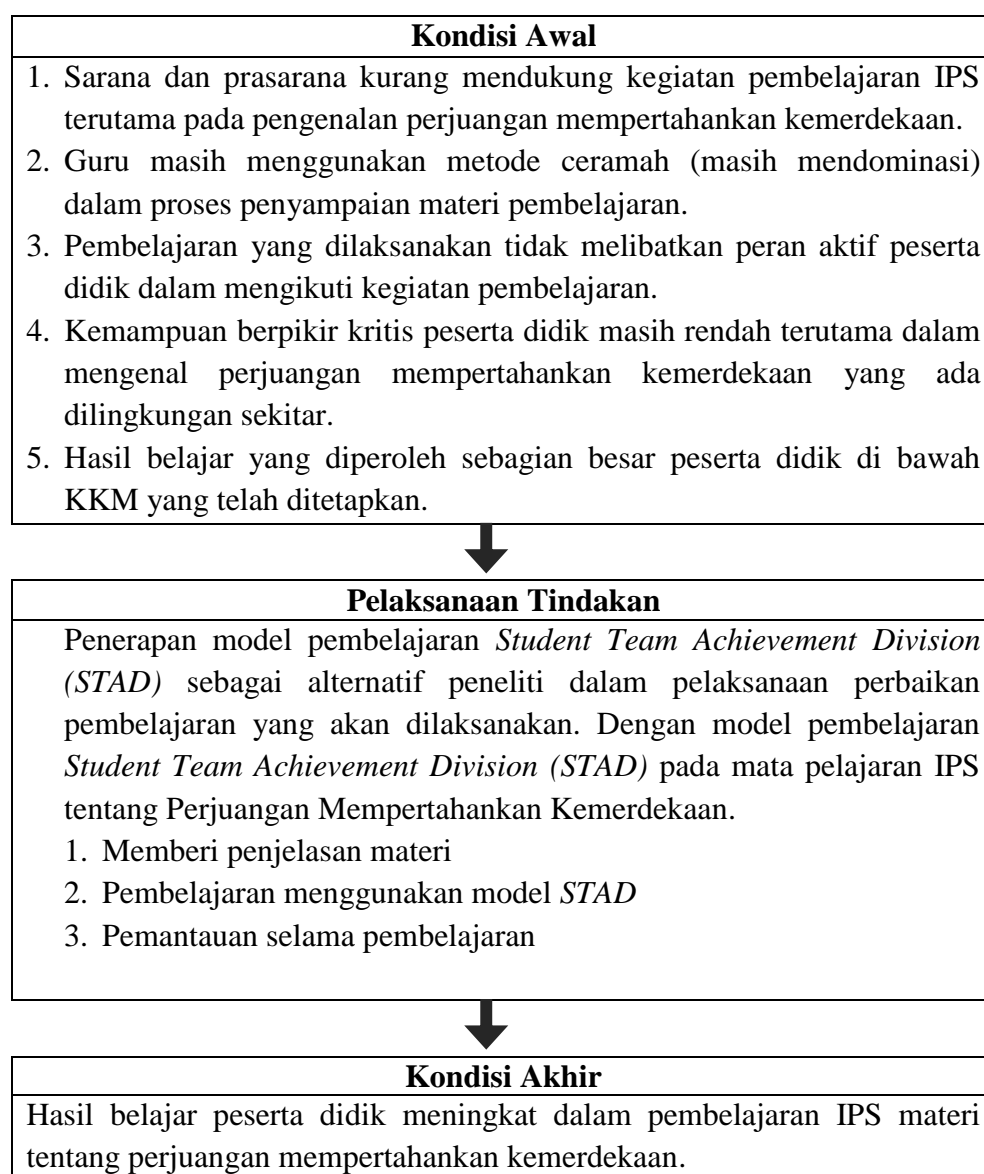 Kondisi Awal
1. Sarana dan prasarana kurang mendukung kegiatan pembelajaran IPS
terutama pada pengenalan perjuangan mempertahankan kemerdekaan.
2. Guru masih menggunakan metode ceramah (masih mendominasi)
dalam proses penyampaian materi pembelajaran.
3. Pembelajaran yang dilaksanakan tidak melibatkan peran aktif peserta
didik dalam mengikuti kegiatan pembelajaran.
4. Kemampuan berpikir kritis peserta didik masih rendah terutama dalam
mengenal perjuangan mempertahankan kemerdekaan yang ada
dilingkungan sekitar.
5. Hasil belajar yang diperoleh sebagian besar peserta didik di bawah
KKM yang telah ditetapkan.
Pelaksanaan Tindakan
Penerapan model pembelajaran Student Team Achievement Division
(STAD) sebagai alternatif peneliti dalam pelaksanaan perbaikan
pembelajaran yang akan dilaksanakan. Dengan model pembelajaran
Student Team Achievement Division (STAD) pada mata pelajaran IPS
tentang Perjuangan Mempertahankan Kemerdekaan.
1. Memberi penjelasan materi
2. Pembelajaran menggunakan model STAD
3. Pemantauan selama pembelajaran
Kondisi Akhir
Hasil belajar peserta didik meningkat dalam pembelajaran IPS materi
tentang perjuangan mempertahankan kemerdekaan.